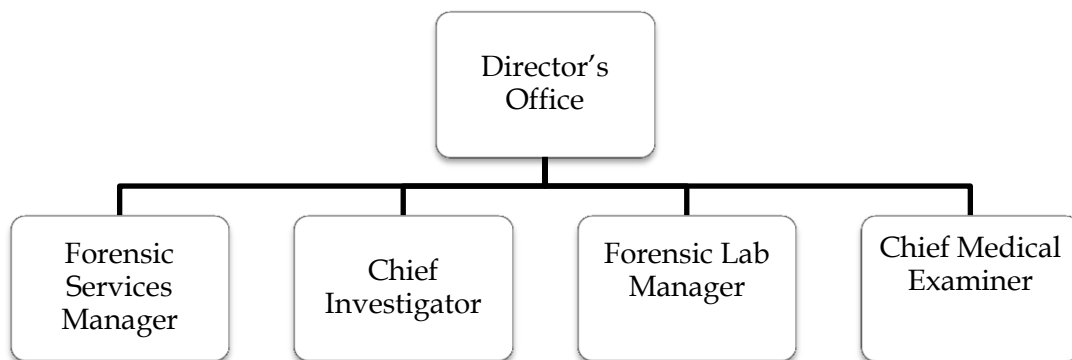 Director’s
Office
Forensic
Services
Manager
Chief
Investigator
Forensic Lab
Manager
Chief Medical
Examiner